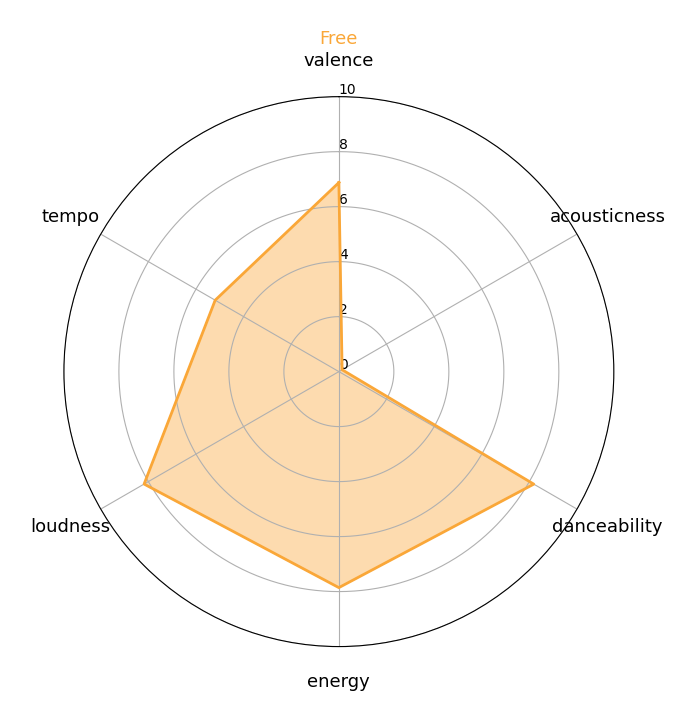 Free
valence
10
8
tempo
acousticness
6
4
2
0
loudness
danceability
energy